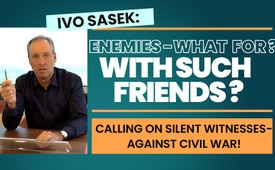 IVO SASEK:
ENEMIES-WHAT FOR?
WITH SUCH
FRIENDS?
CALLING ON SILENT WITNESSES-
AGAINST CIVIL WAR!